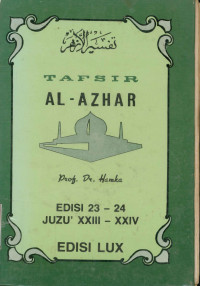 تفسير الأزهر
TAFSIR
AL-AZHAR
Prof. Dr. Hamka
EDISI 23 - 24
JUZU' XXIII - XXIV
EDISI LUX